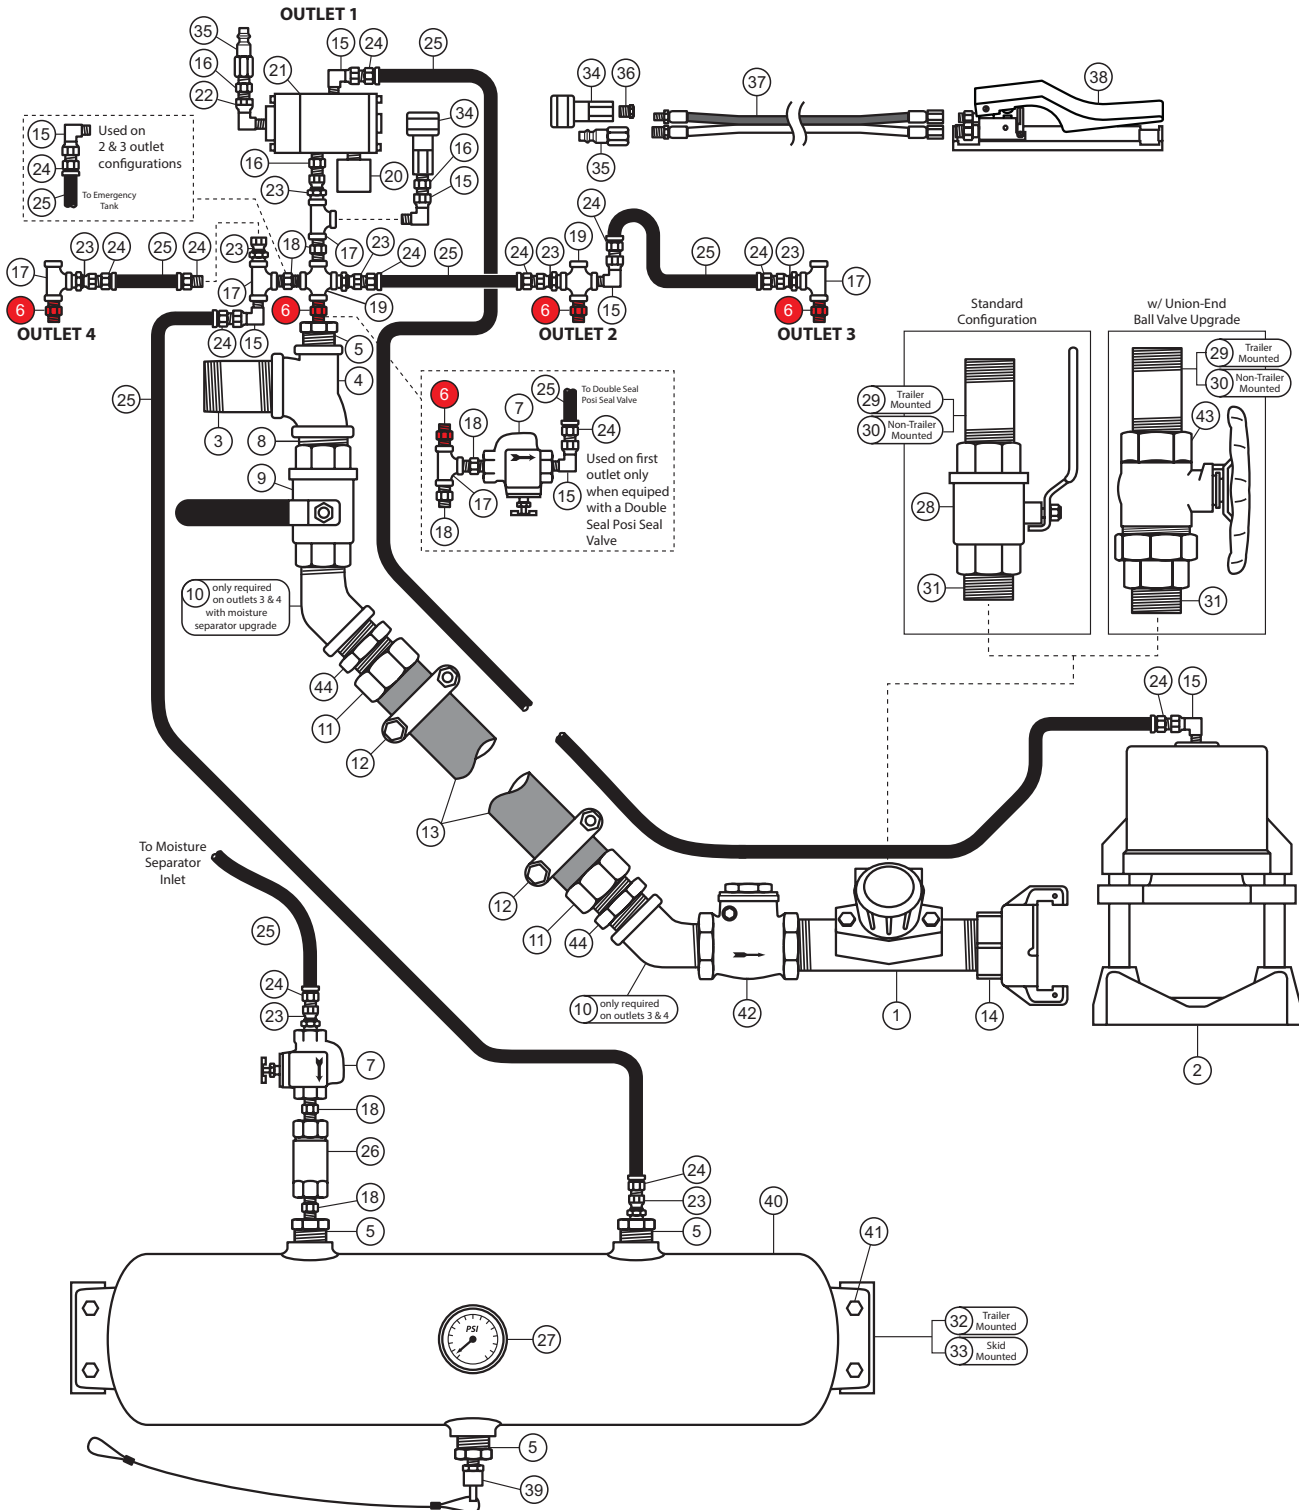 OUTLET 1
35
15
24
25
16
21
22
34
36
37
38
34
35
15
Used on
2 & 3 outlet
configurations
24
25
To Emergency
Tank
16
20
16
15
23
24
17
23
24
25
24
23
18
17
23
24
25
24
23
19
25
24
23
17
6
OUTLET 4
17
6
19
6
OUTLET 2
15
6
OUTLET 3
17
24
15
5
4
25
3
8
9
6
18
7
25
To Double Seal
Posi Seal Valve
24
Used on first
outlet only
when equiped
with a Double
Seal Posi Seal
Valve
17
15
18
Standard
Configuration
w/ Union-End
Ball Valve Upgrade
29
Trailer
Mounted
30
Non-Trailer
Mounted
29
Trailer
Mounted
30
Non-Trailer
Mounted
43
28
31
31
10
only required
on outlets 3 & 4
with moisture
separator upgrade
44
11
12
13
24
15
To Moisture
Separator
Inlet
12
11
44
25
10
only required
on outlets 3 & 4
42
1
14
2
24
23
7
18
26
18
5
24
23
5
40
41
PSI
27
32
Trailer
Mounted
33
Skid
Mounted
5
39